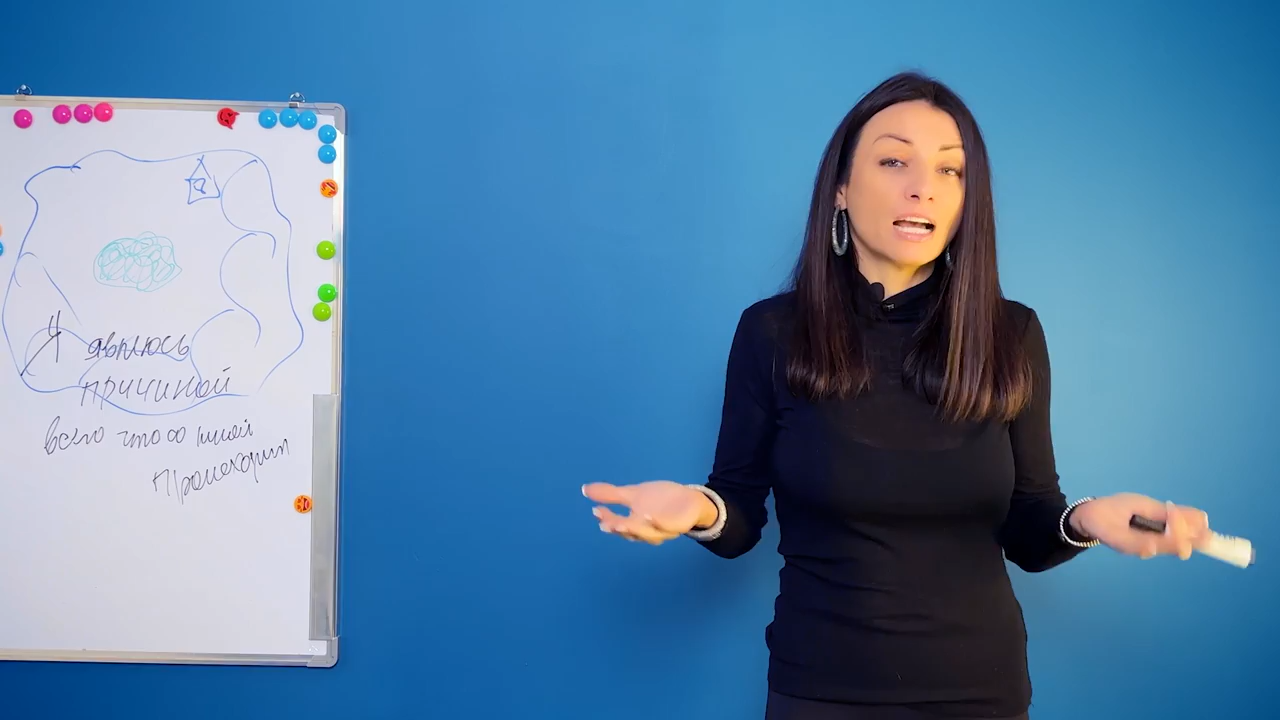 Я являюсь
причиной
всего что со мной
происходит